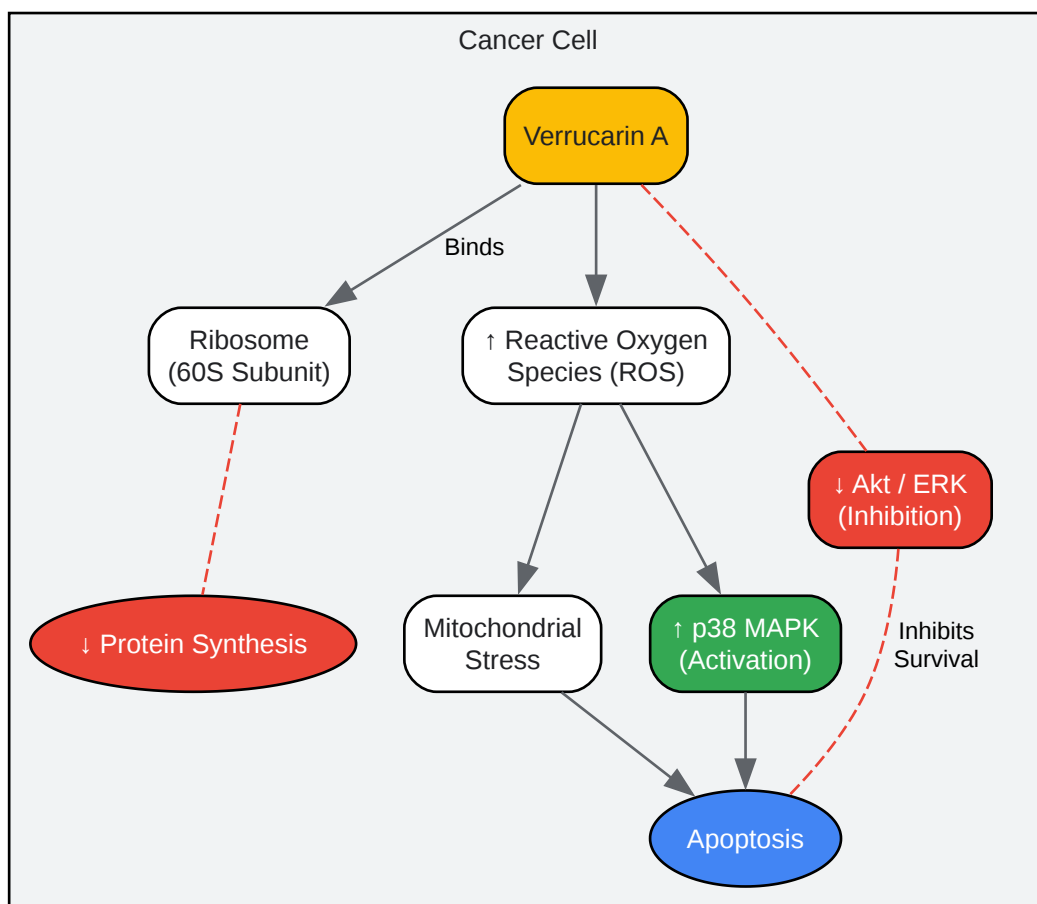 Cancer Cell
Verrucarin A
Binds
Ribosome
(60S Subunit)
↑ Reactive Oxygen
Species (ROS)
↓ Akt / ERK
(Inhibition)
↓ Protein Synthesis
Mitochondrial
Stress
↑ p38 MAPK
(Activation)
Inhibits
Survival
Apoptosis